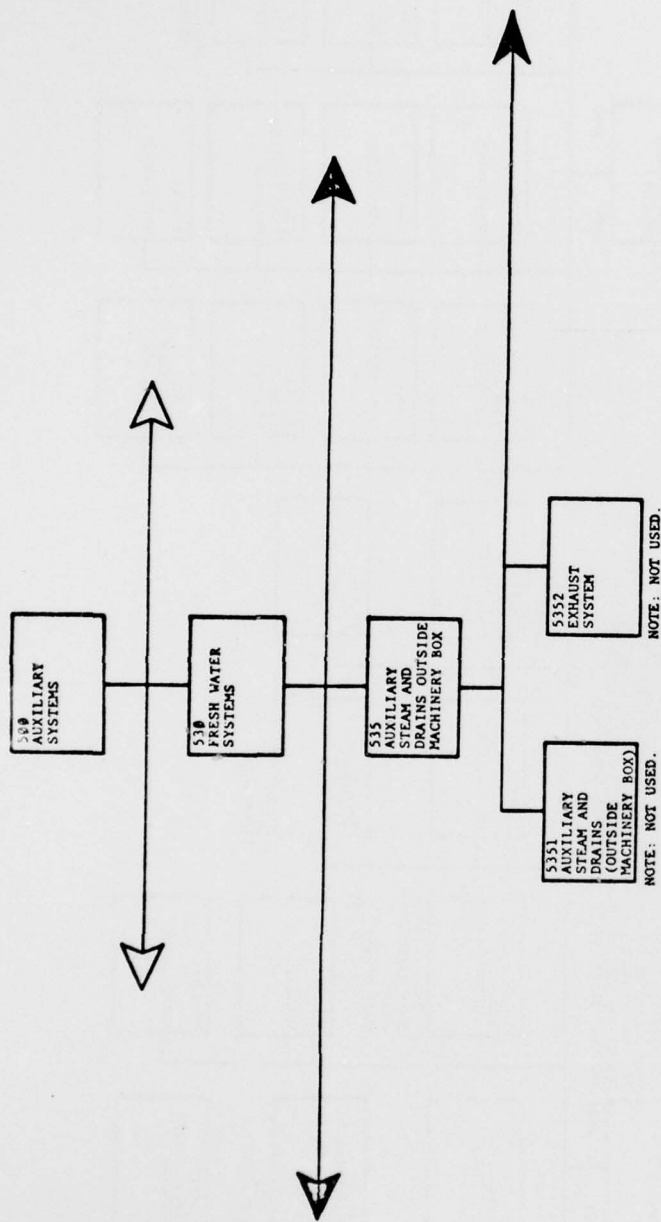 500
AUXILIARY
SYSTEMS
530
FRESH WATER
SYSTEMS
535
AUXILIARY
STEAM AND
DRAINS OUTSIDE
MACHINERY BOX
5351
AUXILIARY
STEAM AND
DRAINS
(OUTSIDE
MACHINERY BOX)
NOTE: NOT USED.
5352
EXHAUST
SYSTEM
NOTE: NOT USED.